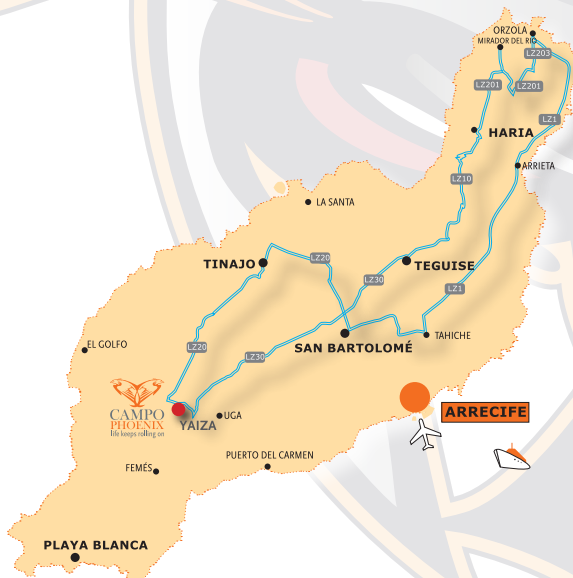 ORZOLA
MIRADOR DEL RIO
LZ203
LZ201
LZ201
LZ1
HARIA
ARRIETA
LZ10
LA SANTA
TINAJO
LZ20
TEGUISE
LZ30
LZ1
TAHICHE
SAN BARTOLOMÉ
EL GOLFO
LZ20
LZ30
CAMPO
PHOENIX
life keeps rolling on
YAIZA
UGA
ARRECIFE
PUERTO DEL CARMEN
FEMÉS
PLAYA BLANCA